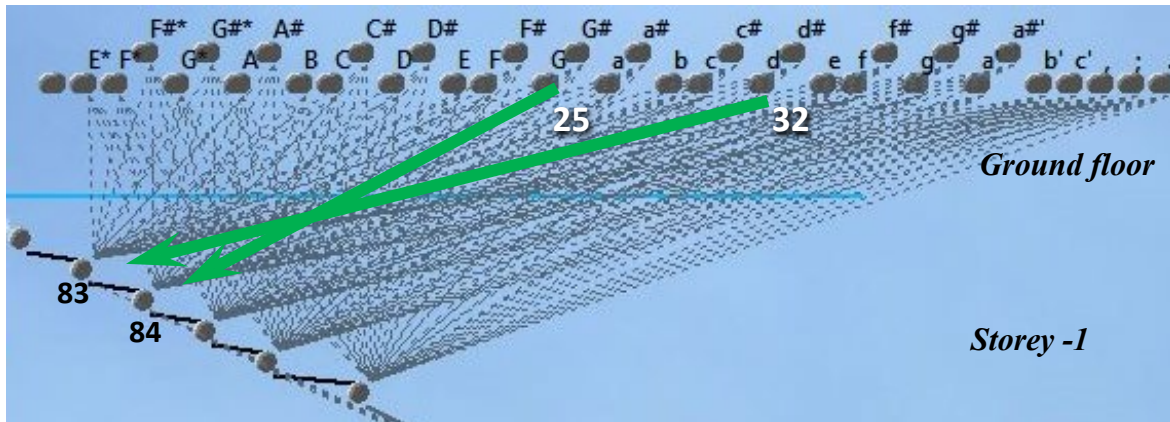 F#* G#* A# C# D# F# G# a# c# d# f# g# a#'
E* F* G* A B C D E F G a b c d e f g a' b' c' , ; .
25 32
Ground floor
83
84
Storey -1